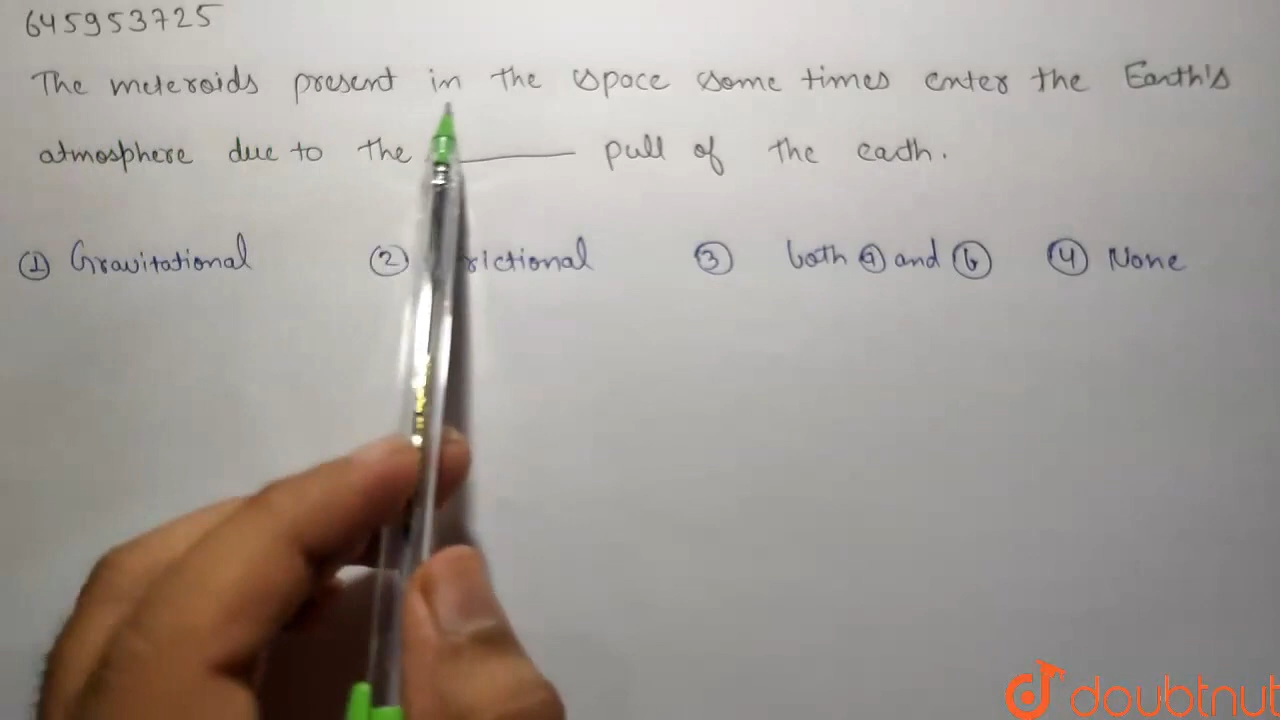 645953725
The meteroids present in the space some times enter the Earth's
atmosphere due to the ______ pull of the earth.
① Gravitational ② rictional ③ both ⓐ and ⓑ ④ None
doubtnut